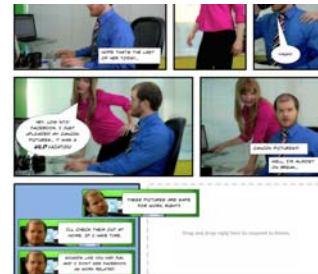 HOPE THAT'S THE LAST
OF HER TODAY...
HEY, LOG INTO
FACEBOOK. I JUST
UPLOADED MY CANCUN
PICTURES... IT WAS A
WILD VACATION!
CANCUN PICTURES?
WELL, I'M ALMOST
ON BREAK...
THESE PICTURES ARE SAFE
FOR WORK, RIGHT?
I'LL CHECK THEM OUT AT
HOME, IF I HAVE TIME.
Drag and drop reply here to respond to Emma.